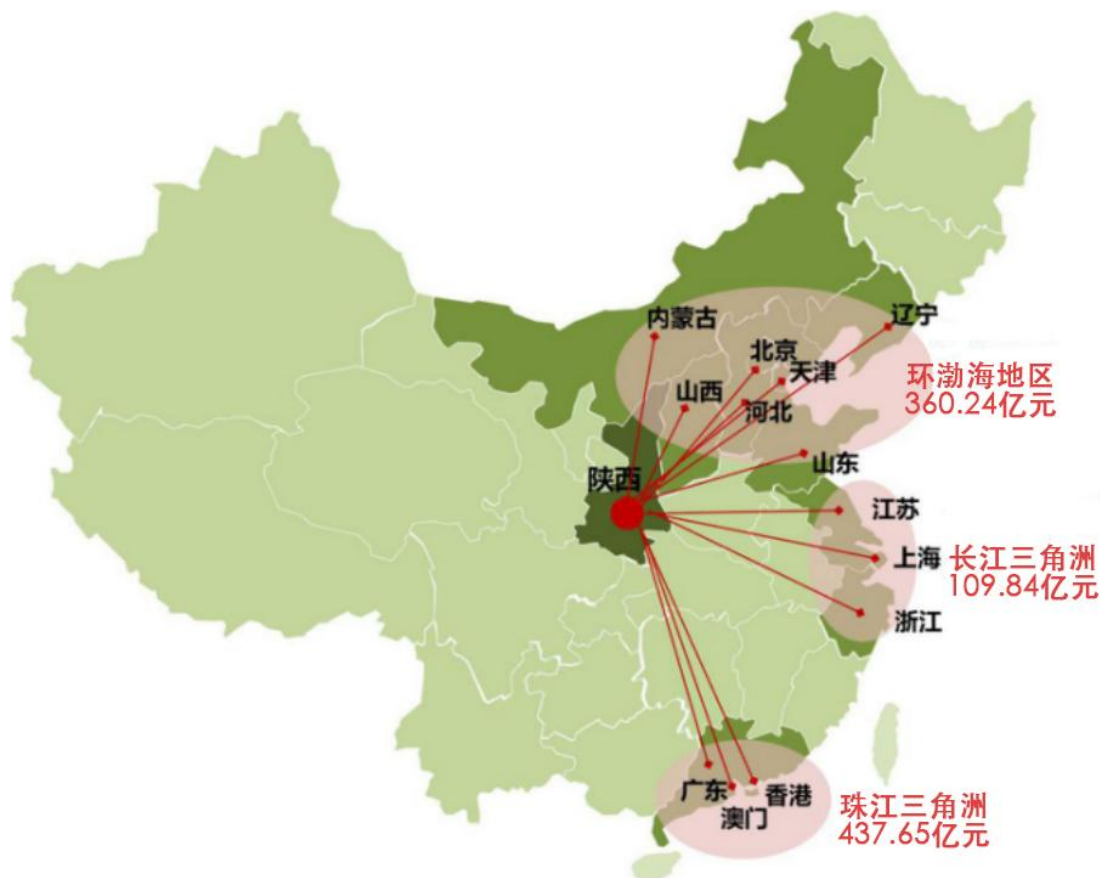 内蒙古
辽宁
北京
天津
山西
河北
环渤海地区
360.24亿元
山东
陕西
江苏
上海
长江三角洲
109.84亿元
浙江
广东
香港
澳门
珠江三角洲
437.65亿元